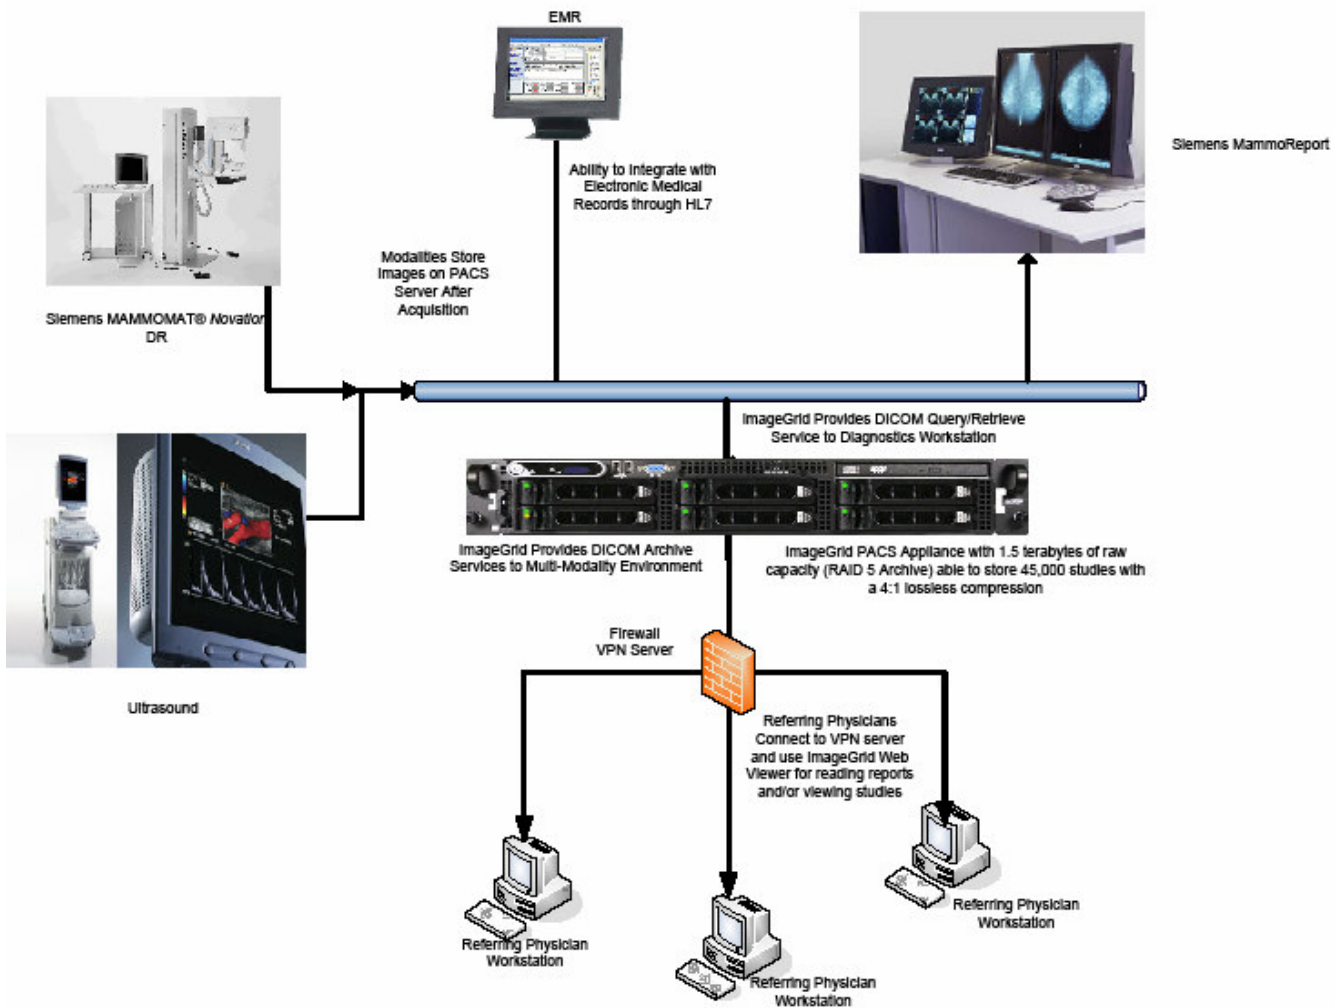 EMR
Siemens MammoReport
Ability to Integrate with
Electronic Medical
Records through HL7
Modalities Store
Images on PACS
Server After
Acquisition
Siemens MAMMOMAT® Novation
DR
ImageGrid Provides DICOM Query/Retrieve
Service to Diagnostics Workstation
ImageGrid Provides DICOM Archive
Services to Multi-Modality Environment
ImageGrid PACS Appliance with 1.5 terabytes of raw
capacity (RAID 5 Archive) able to store 45,000 studies with
a 4:1 lossless compression
Firewall
VPN Server
Ultrasound
Referring Physicians
Connect to VPN server
and use ImageGrid Web
Viewer for reading reports
and/or viewing studies
Referring Physician
Workstation
Referring Physician
Workstation
Referring Physician
Workstation